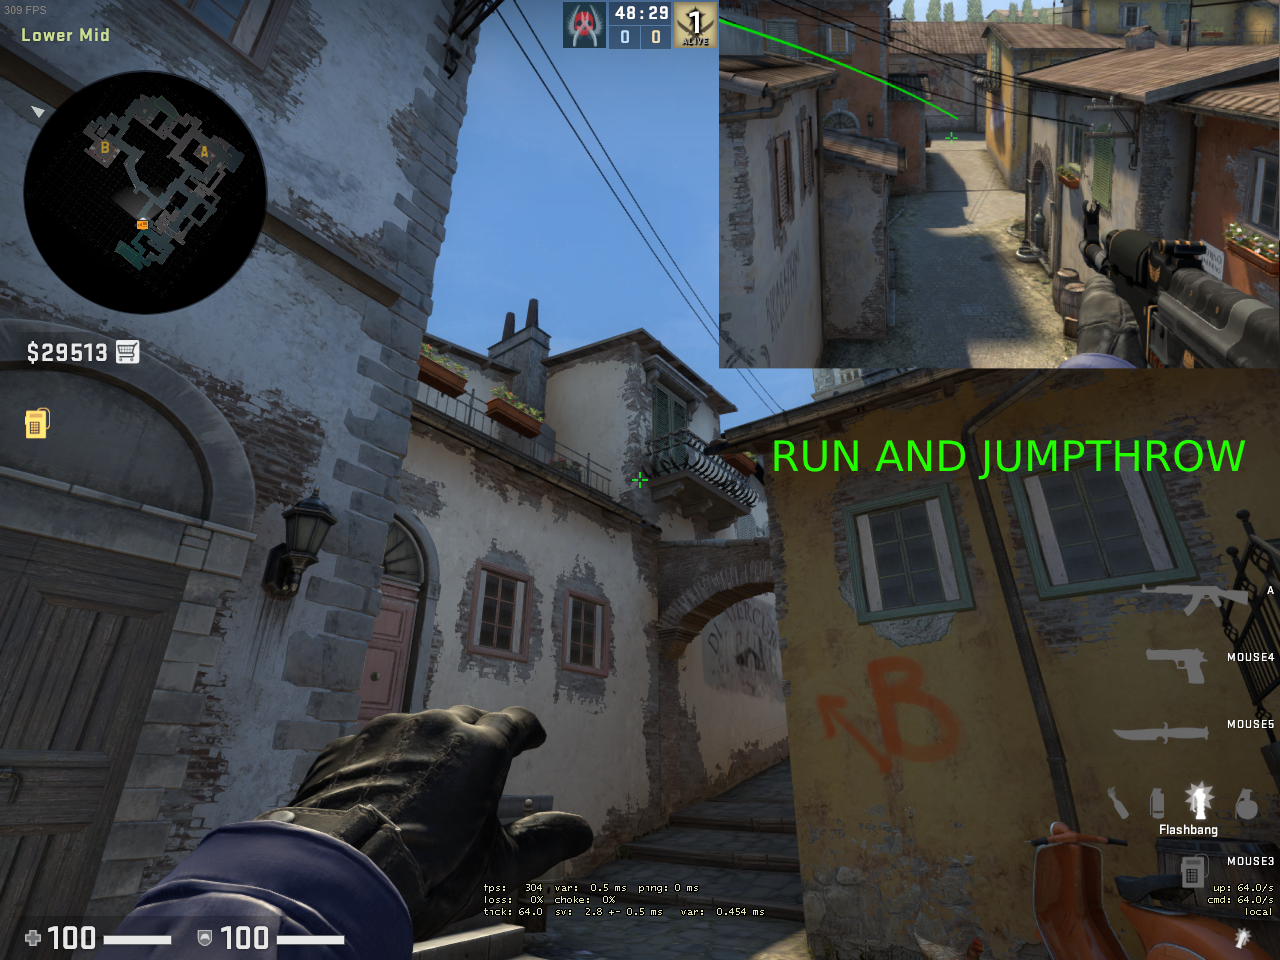 309 FPS
Lower Mid
48:29
0 0
1
ALIVE
B
A
$29513
RUN AND JUMPTHROW
B
A
MOUSE4
MOUSE5
Flashbang
MOUSE3
fps: 304 var: 0.5 ms ping: 0 ms
loss: 0% choke: 0%
tick: 64.0 sv: 2.8 +- 0.5 ms var: 0.454 ms
up: 64.0/s
cmd: 64.0/s
local
100
100